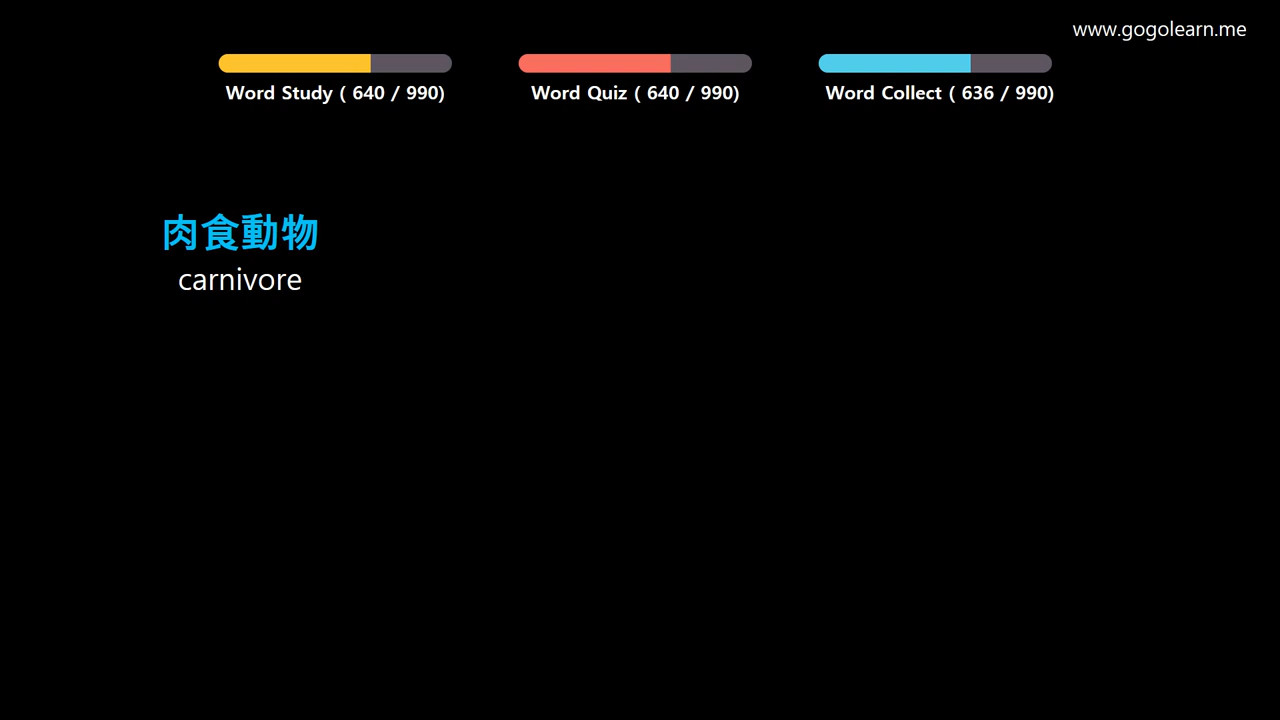 www.gogolearn.me
Word Study ( 640 / 990)
Word Quiz ( 640 / 990)
Word Collect ( 636 / 990)
肉食動物
carnivore